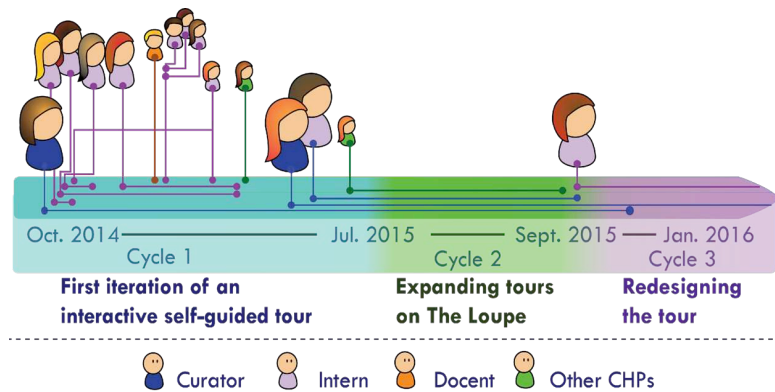 Oct. 2014
Jul. 2015
Sept. 2015
Jan. 2016
Cycle 1
Cycle 2
Cycle 3
First iteration of an
interactive self-guided tour
Expanding tours
on The Loupe
Redesigning
the tour
Curator
Intern
Docent
Other CHPs